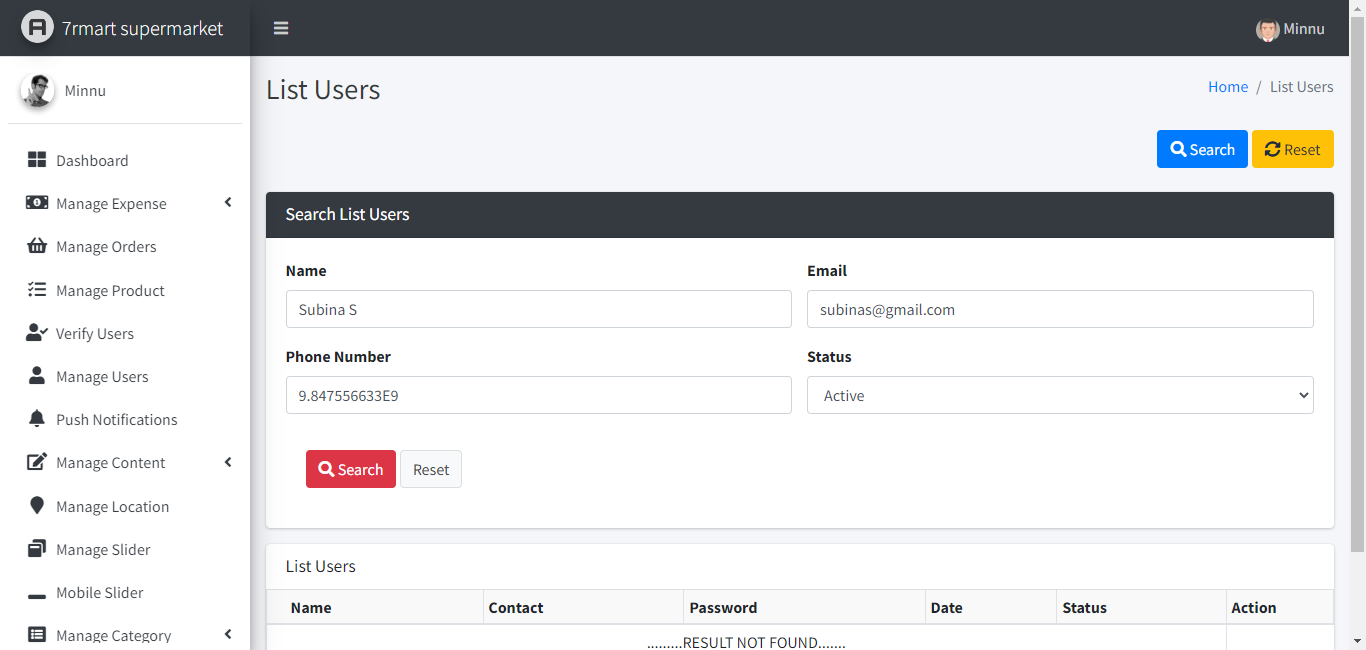 7rmart supermarket
Minnu
Minnu
List Users
Home / List Users
Search Reset
Dashboard
Manage Expense
Manage Orders
Manage Product
Verify Users
Manage Users
Push Notifications
Manage Content
Manage Location
Manage Slider
Mobile Slider
Manage Category
Search List Users
Name Email
Subina S subinas@gmail.com
Phone Number Status
9.847556633E9 Active
Search Reset
List Users
Name Contact Password Date Status Action
.........RESULT NOT FOUND.......